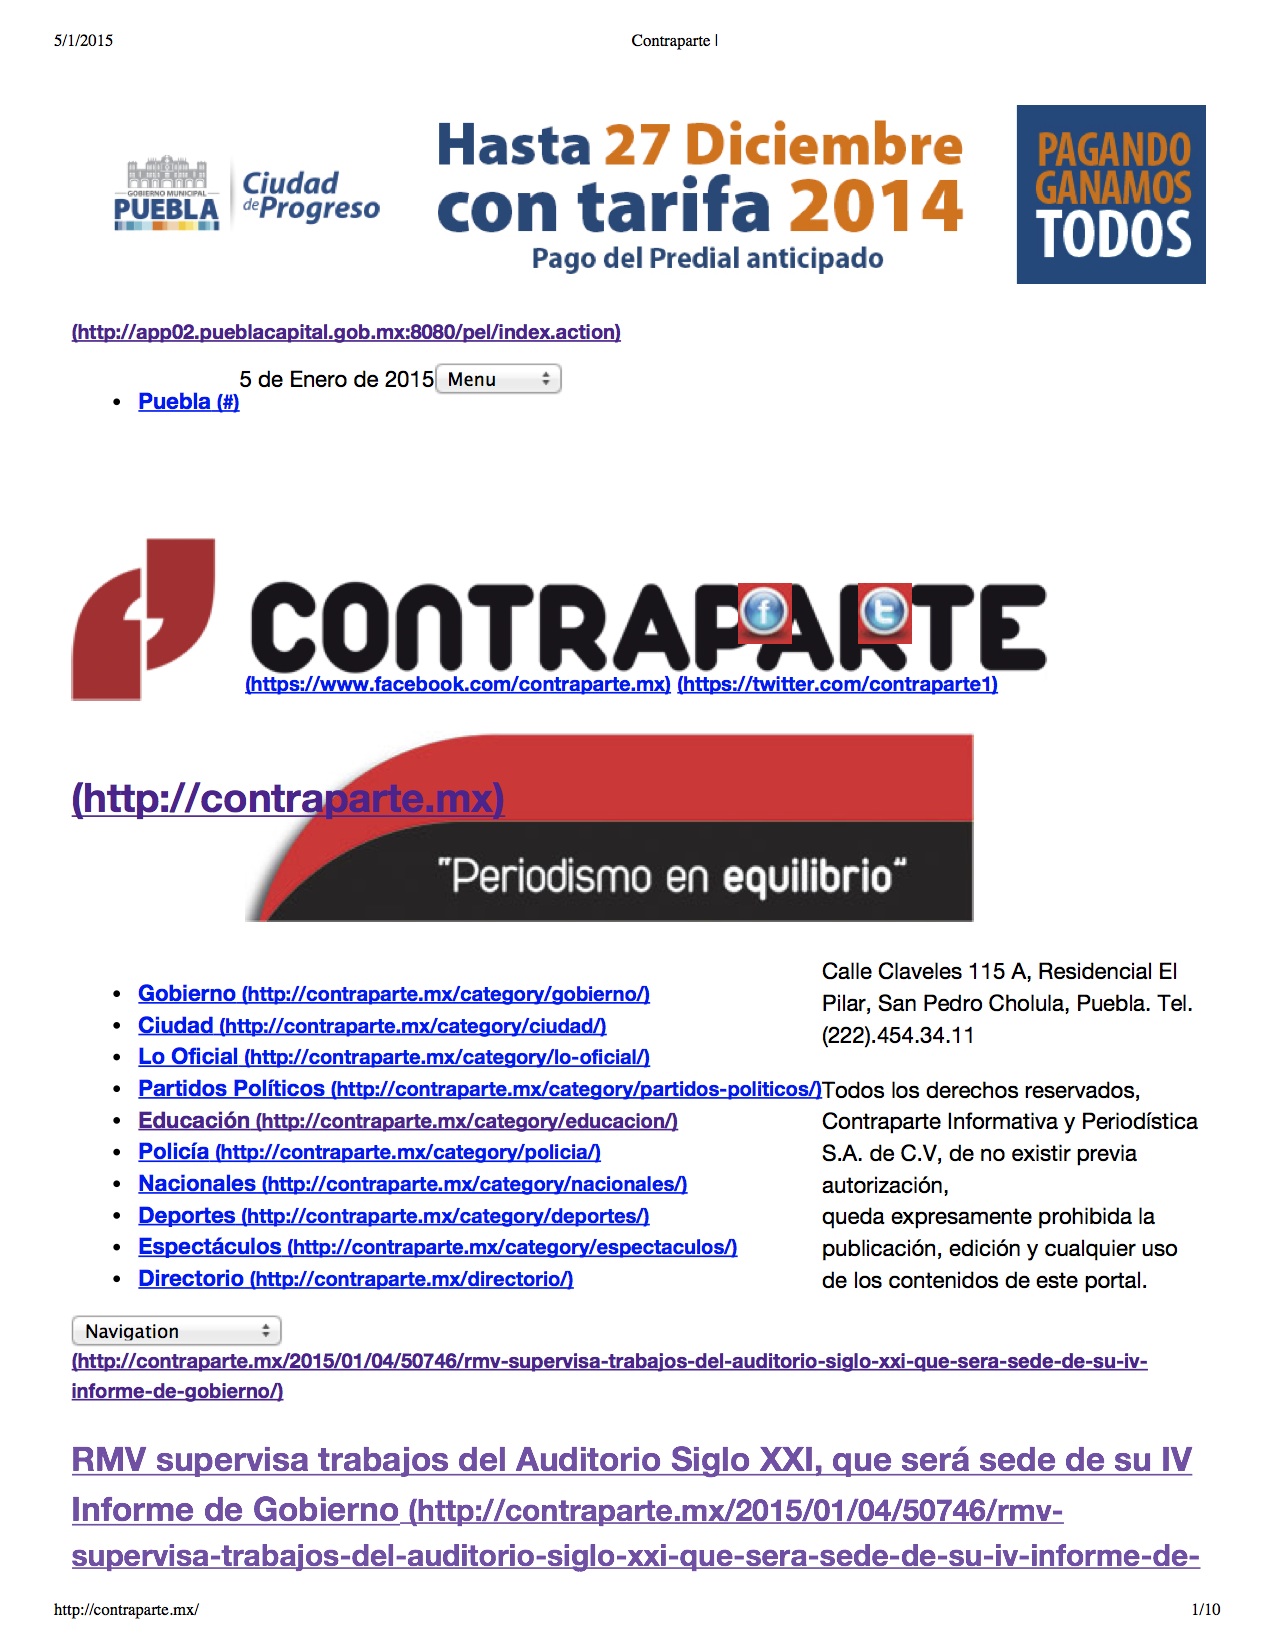 5/1/2015
Contraparte |
GOBIERNO MUNICIPAL
PUEBLA
Ciudad
de Progreso
Hasta 27 Diciembre
con tarifa 2014
Pago del Predial anticipado
PAGANDO
GANAMOS
TODOS
(http://app02.pueblacapital.gob.mx:8080/pel/index.action)
5 de Enero de 2015 Menu
• Puebla (#)
CONTRAPARTE
(https://www.facebook.com/contraparte.mx) (https://twitter.com/contraparte1)
(http://contraparte.mx)
"Periodismo en equilibrio"
• Gobierno (http://contraparte.mx/category/gobierno/)
• Ciudad (http://contraparte.mx/category/ciudad/)
• Lo Oficial (http://contraparte.mx/category/lo-oficial/)
• Partidos Políticos (http://contraparte.mx/category/partidos-politicos/)
• Educación (http://contraparte.mx/category/educacion/)
• Policía (http://contraparte.mx/category/policia/)
• Nacionales (http://contraparte.mx/category/nacionales/)
• Deportes (http://contraparte.mx/category/deportes/)
• Espectáculos (http://contraparte.mx/category/espectaculos/)
• Directorio (http://contraparte.mx/directorio/)
Calle Claveles 115 A, Residencial El
Pilar, San Pedro Cholula, Puebla. Tel.
(222).454.34.11
Todos los derechos reservados,
Contraparte Informativa y Periodística
S.A. de C.V, de no existir previa
autorización,
queda expresamente prohibida la
publicación, edición y cualquier uso
de los contenidos de este portal.
Navigation
(http://contraparte.mx/2015/01/04/50746/rmv-supervisa-trabajos-del-auditorio-siglo-xxi-que-sera-sede-de-su-iv-
informe-de-gobierno/)
RMV supervisa trabajos del Auditorio Siglo XXI, que será sede de su IV
Informe de Gobierno (http://contraparte.mx/2015/01/04/50746/rmv-
supervisa-trabajos-del-auditorio-siglo-xxi-que-sera-sede-de-su-iv-informe-de-
http://contraparte.mx/
1/10